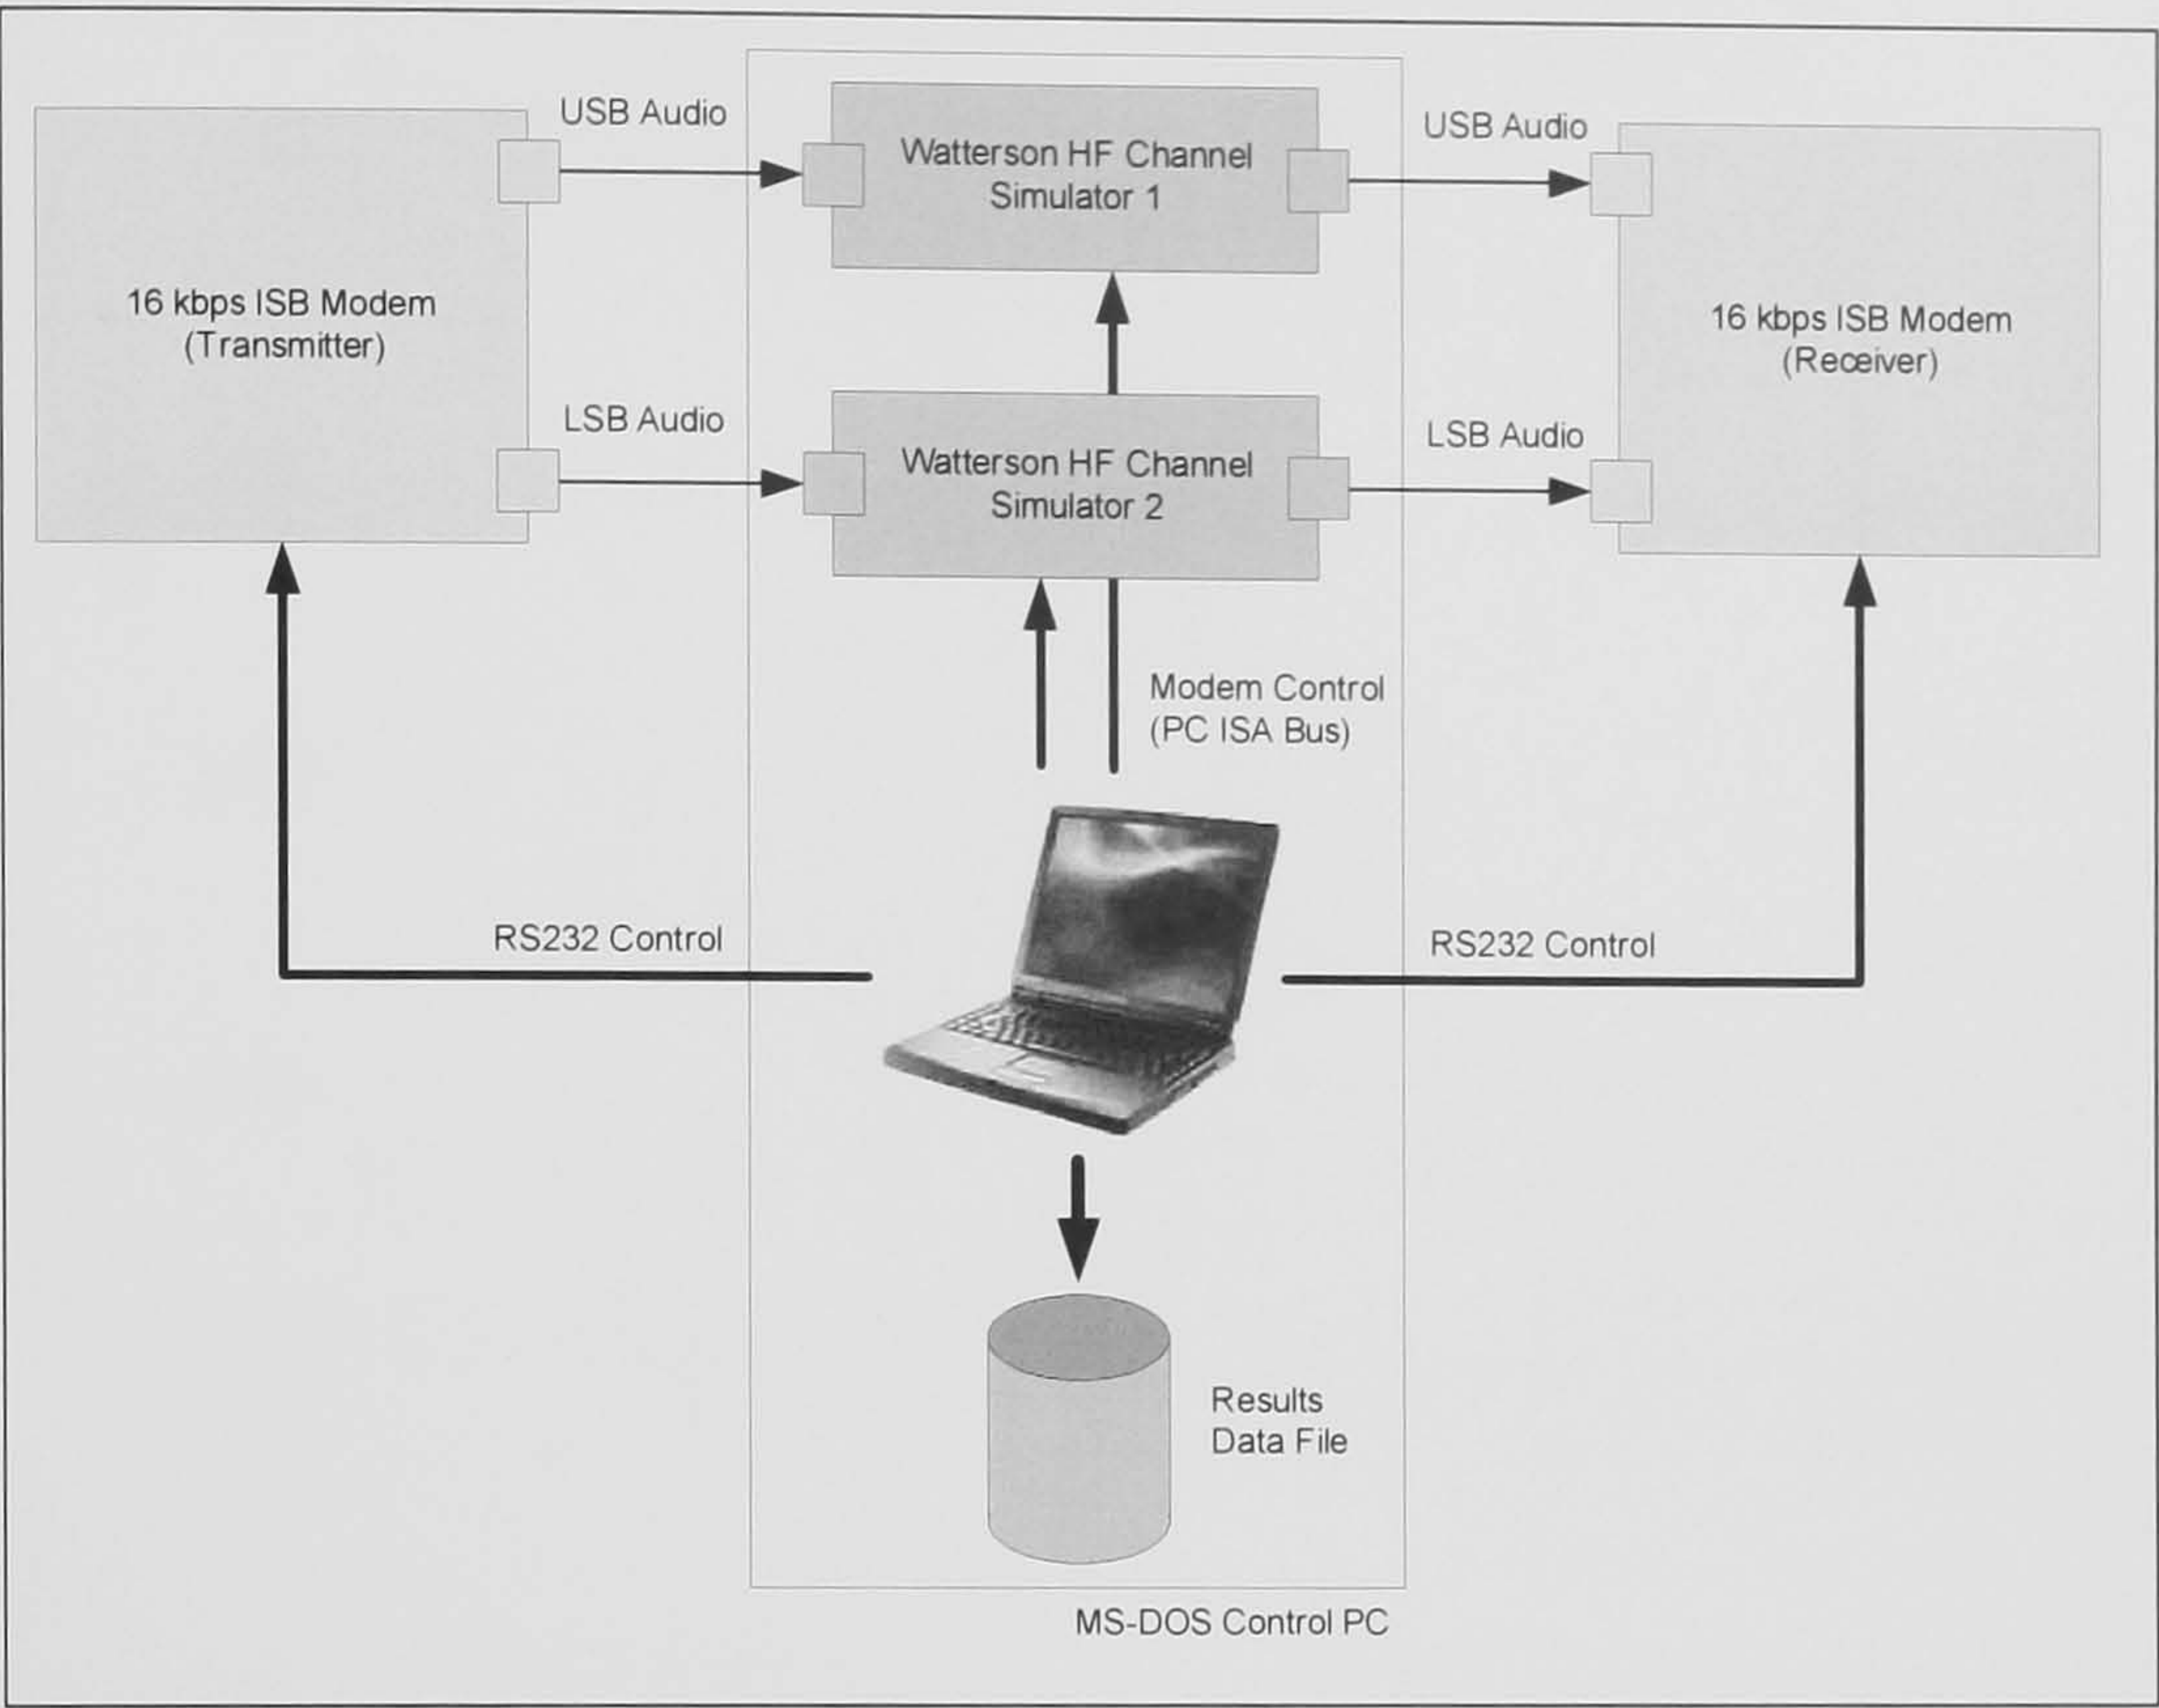 USB Audio
USB Audio
Watterson HF Channel
Simulator 1
16 kbps ISB Modem
(Transmitter)
16 kbps ISB Modem
(Receiver)
LSB Audio
LSB Audio
Watterson HF Channel
Simulator 2
Modem Control
(PC ISA Bus)
RS232 Control
RS232 Control
Results
Data File
MS-DOS Control PC